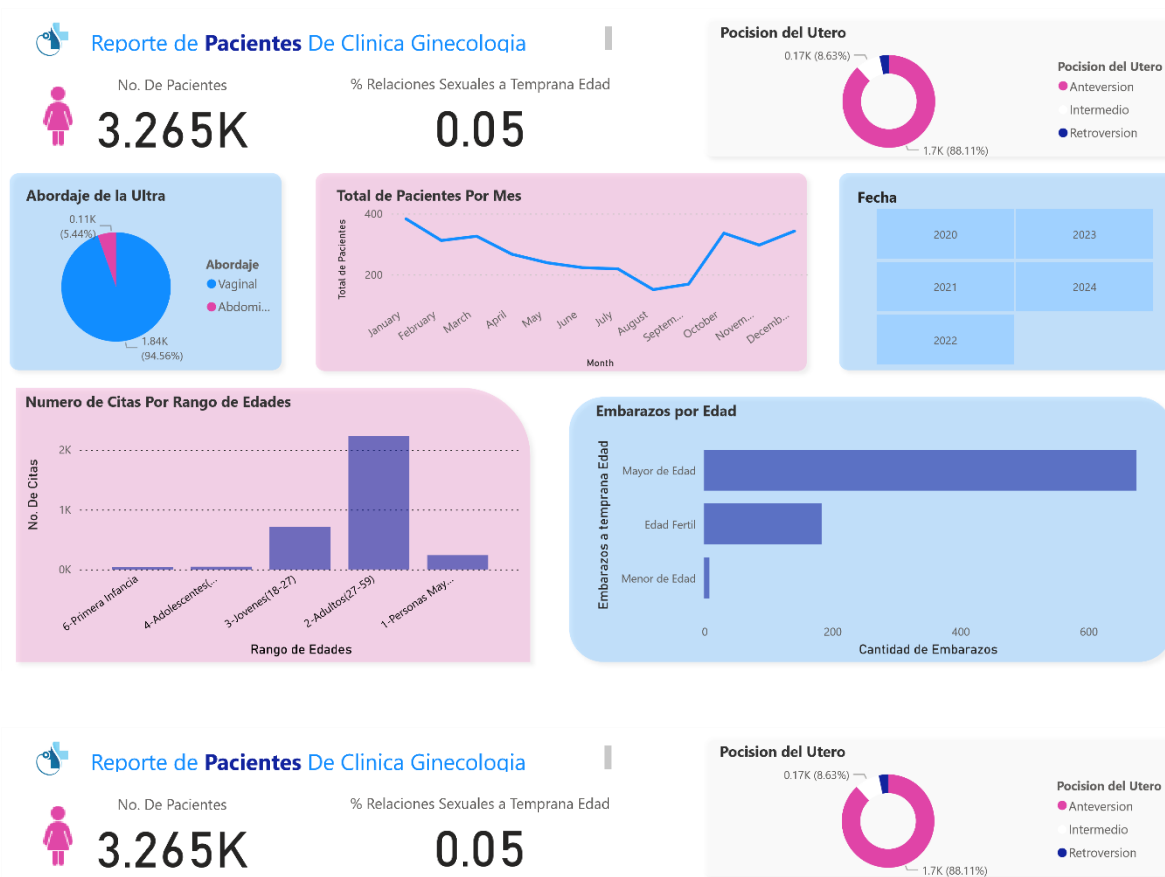 Reporte de Pacientes De Clinica Ginecologia
No. De Pacientes
3.265K
% Relaciones Sexuales a Temprana Edad
0.05
Pocision del Utero
0.17K (8.63%)
1.7K (88.11%)
Pocision del Utero
Anteversion
Intermedio
Retroversion
Abordaje de la Ultra
0.11K
(5.44%)
1.84K
(94.56%)
Abordaje
Vaginal
Abdomi...
Total de Pacientes Por Mes
Total de Pacientes
400
200
January
February
March
April
May
June
July
August
Septem...
October
Novem...
Decemb...
Month
Fecha
2020
2023
2021
2024
2022
Numero de Citas Por Rango de Edades
No. De Citas
2K
1K
0K
6-Primera Infancia
4-Adolescentes(...
3-Jovenes(18-27)
2-Adultos(27-59)
1-Personas May...
Rango de Edades
Embarazos por Edad
Embarazos a temprana Edad
Mayor de Edad
Edad Fertil
Menor de Edad
0
200
400
600
Cantidad de Embarazos
Reporte de Pacientes De Clinica Ginecologia
No. De Pacientes
3.265K
% Relaciones Sexuales a Temprana Edad
0.05
Pocision del Utero
0.17K (8.63%)
1.7K (88.11%)
Pocision del Utero
Anteversion
Intermedio
Retroversion